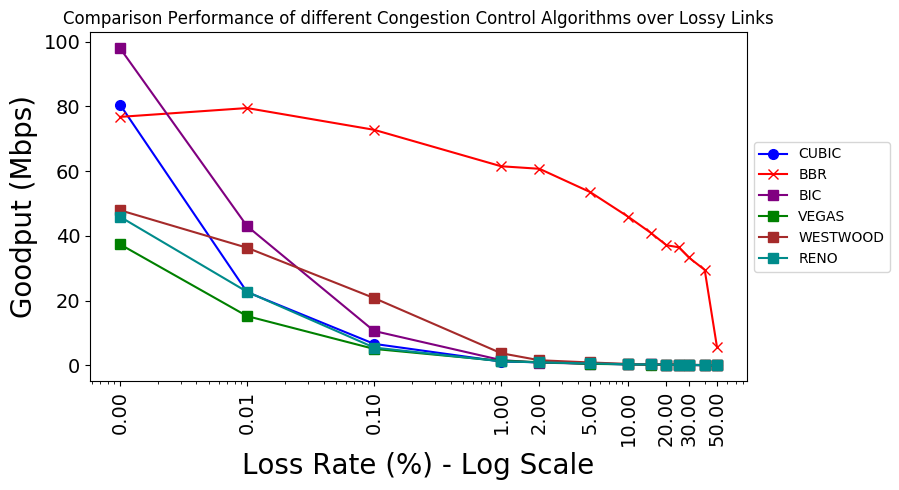 Comparison Performance of different Congestion Control Algorithms over Lossy Links
100
80
60
40
20
0
Goodput (Mbps)
0.00
0.01
0.10
1.00
2.00
5.00
10.00
20.00
30.00
50.00
Loss Rate (%) - Log Scale
CUBIC
BBR
BIC
VEGAS
WESTWOOD
RENO